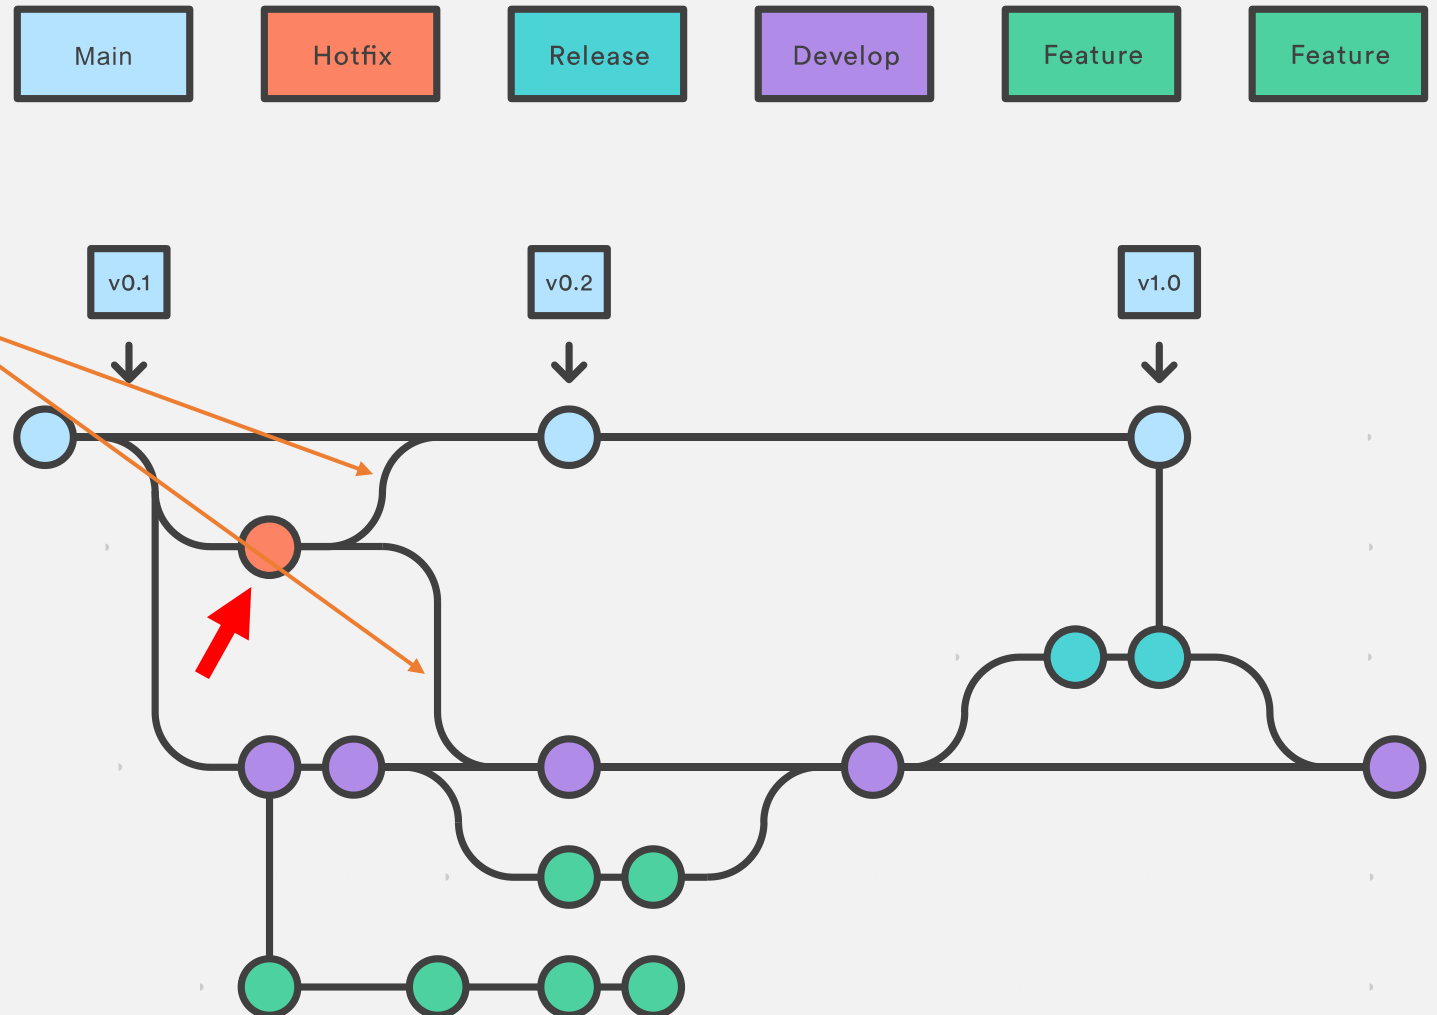 Main
Hotfix
Release
Develop
Feature
Feature
v0.1
v0.2
v1.0